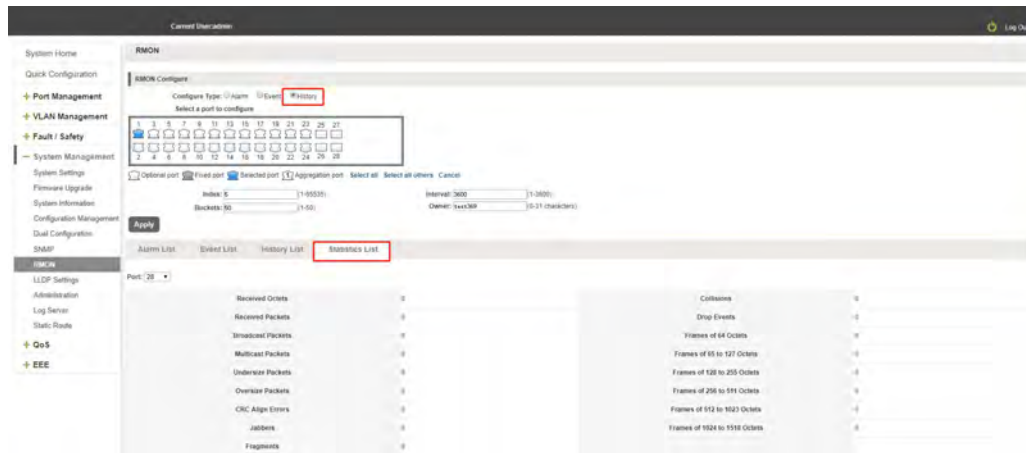 Current User:admin
Log Ou
System Home
Quick Configuration
Port Management
VLAN Management
Fault / Safety
System Management
System Settings
Firmware Upgrade
System Information
Configuration Management
Dual Configuration
SNMP
RMON
LLDP Settings
Administration
Log Server
Static Route
QoS
EEE
RMON
RMON Configure
Configure Type: Alarm Event History
Select a port to configure
1 3 5 7 9 11 13 15 17 19 21 23 25 27
2 4 6 8 10 12 14 16 18 20 22 24 26 28
Optional port Fixed port Selected port 1 Aggregation port Select all Select all others Cancel
Index: 5 (1-65535) Interval: 3600 (1-3600)
Buckets: 50 (1-50) Owner: test369 (0-31 characters)
Apply
Alarm List Event List History List Statistics List
Port: 28
Received Octets 0 Collisions 0
Received Packets 0 Drop Events 0
Broadcast Packets 0 Frames of 64 Octets 0
Multicast Packets 0 Frames of 65 to 127 Octets 0
Undersize Packets 0 Frames of 128 to 255 Octets 0
Oversize Packets 0 Frames of 256 to 511 Octets 0
CRC Align Errors 0 Frames of 512 to 1023 Octets 0
Jabbers 0 Frames of 1024 to 1518 Octets 0
Fragments 0